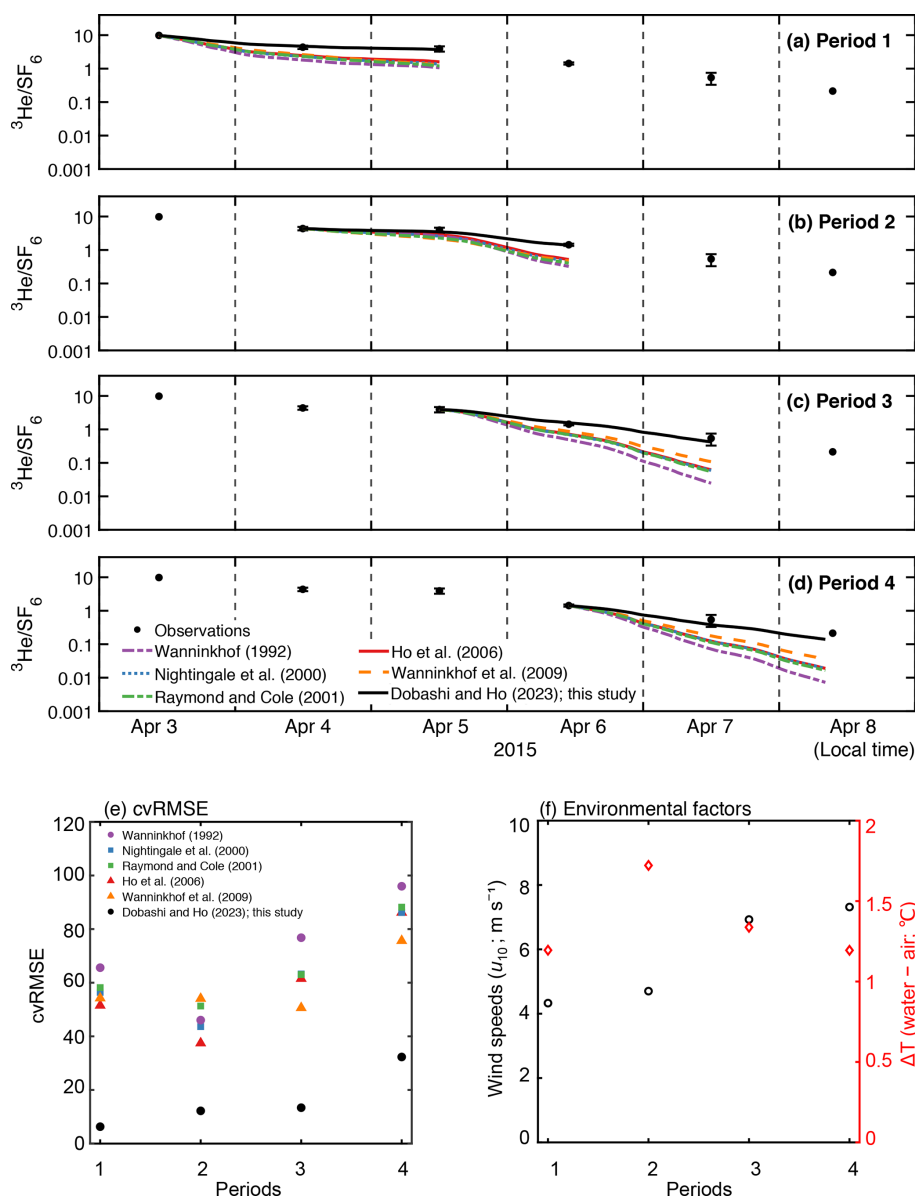 10
1
0.1
0.01
0.001
³He/SF₆
(a) Period 1
10
1
0.1
0.01
0.001
³He/SF₆
(b) Period 2
10
1
0.1
0.01
0.001
³He/SF₆
(c) Period 3
10
1
0.1
0.01
0.001
³He/SF₆
(d) Period 4
Observations
Wanninkhof (1992)
Nightingale et al. (2000)
Raymond and Cole (2001)
Ho et al. (2006)
Wanninkhof et al. (2009)
Dobashi and Ho (2023); this study
Apr 3 Apr 4 Apr 5 Apr 6 Apr 7 Apr 8
2015 (Local time)
(e) cvRMSE
120
100
80
60
40
20
0
cvRMSE
Wanninkhof (1992)
Nightingale et al.
(2000)
Raymond and Cole
(2001)
Ho et al. (2006)
Wanninkhof et al. (2009)
Dobashi and Ho (2023); this study
1 2 3 4
Periods
(f) Environmental factors
10
8
6
4
2
0
Wind speeds (u₁₀ ; m s⁻¹)
2
1.5
1
0.5
0
ΔT (water − air: °C)
1 2 3 4
Periods